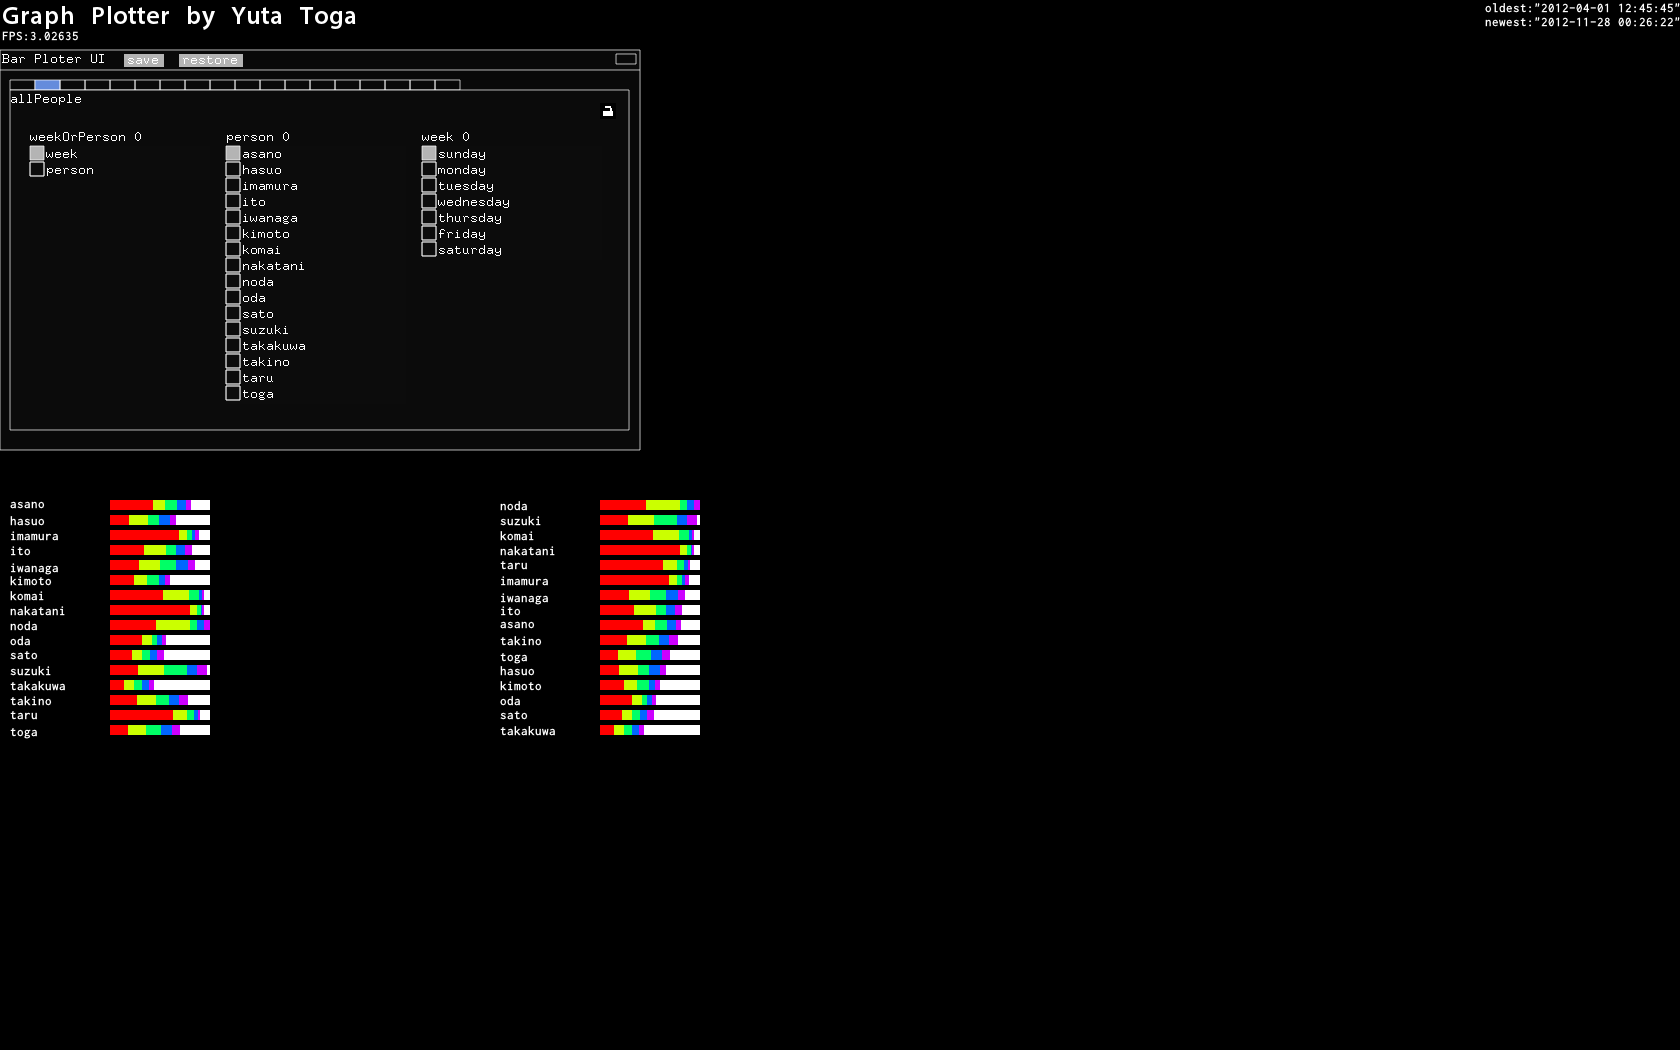 Graph Plotter by Yuta Toga
FPS:3.02635
oldest:"2012-04-01 12:45:45"
newest:"2012-11-28 00:26:22"
Bar Ploter UI save restore
allPeople
weekOrPerson 0
week
person
person 0
asano
hasuo
imamura
ito
iwanaga
kimoto
komai
nakatani
noda
oda
sato
suzuki
takakuwa
takino
taru
toga
week 0
sunday
monday
tuesday
wednesday
thursday
friday
saturday
asano
hasuo
imamura
ito
iwanaga
kimoto
komai
nakatani
noda
oda
sato
suzuki
takakuwa
takino
taru
toga
noda
suzuki
komai
nakatani
taru
imamura
iwanaga
ito
asano
takino
toga
hasuo
kimoto
oda
sato
takakuwa